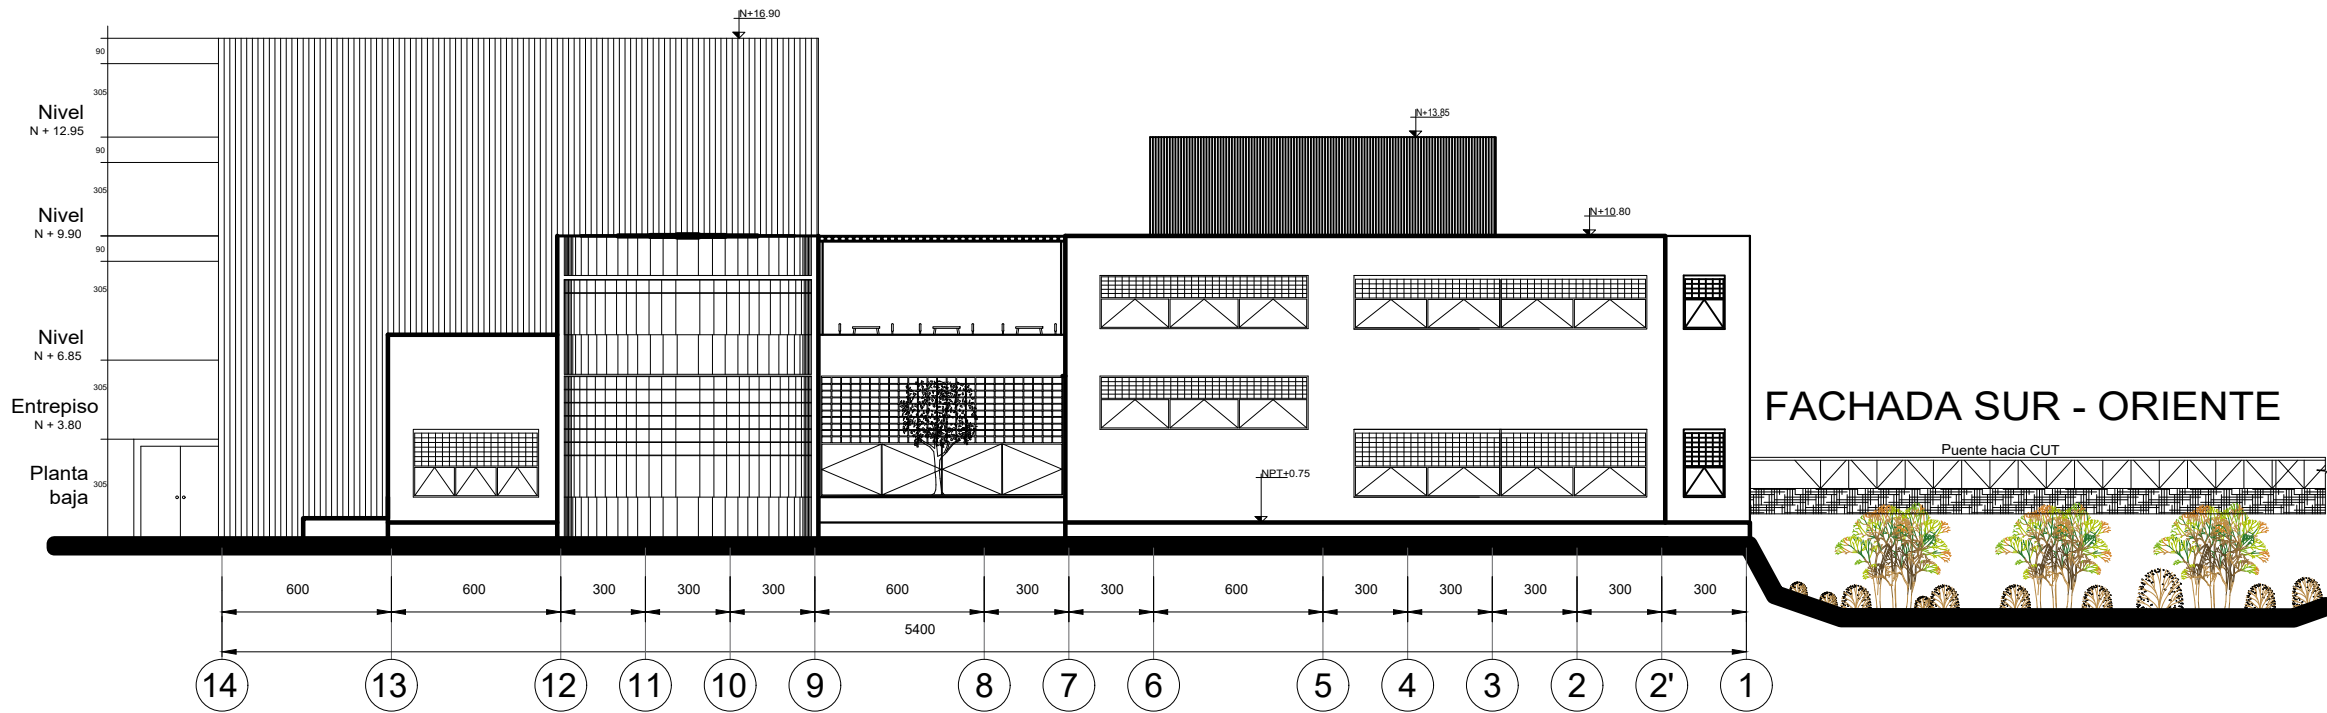 N+16.90
90
305
Nivel
N + 12.95
N+13.85
90
305
Nivel
N + 9.90
N+10.80
90
305
Nivel
N + 6.85
305
Entrepiso
N + 3.80
FACHADA SUR - ORIENTE
Puente hacia CUT
Planta
baja
305
NPT+0.75
600 600 300 300 300 600 300 300 600 300 300 300 300 300
5400
14 13 12 11 10 9 8 7 6 5 4 3 2 2' 1